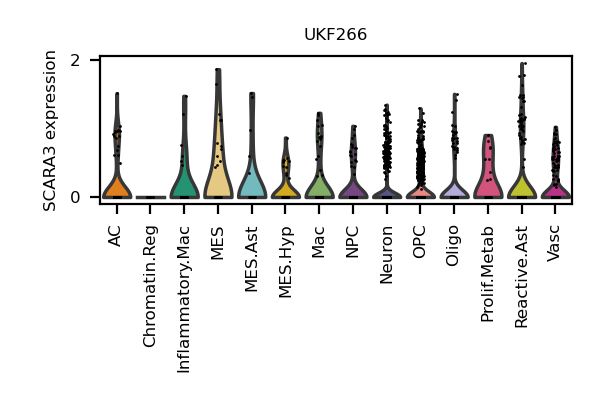 UKF266
SCARA3 expression
2
0
AC
Chromatin.Reg
Inflammatory.Mac
MES
MES.Ast
MES.Hyp
Mac
NPC
Neuron
OPC
Oligo
Prolif.Metab
Reactive.Ast
Vasc